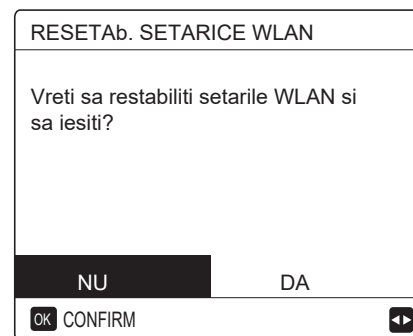 RESETAb. SETARICE WLAN
Vreti sa restabiliti setarile WLAN si
sa iesiti?
NU DA
OK CONFIRM